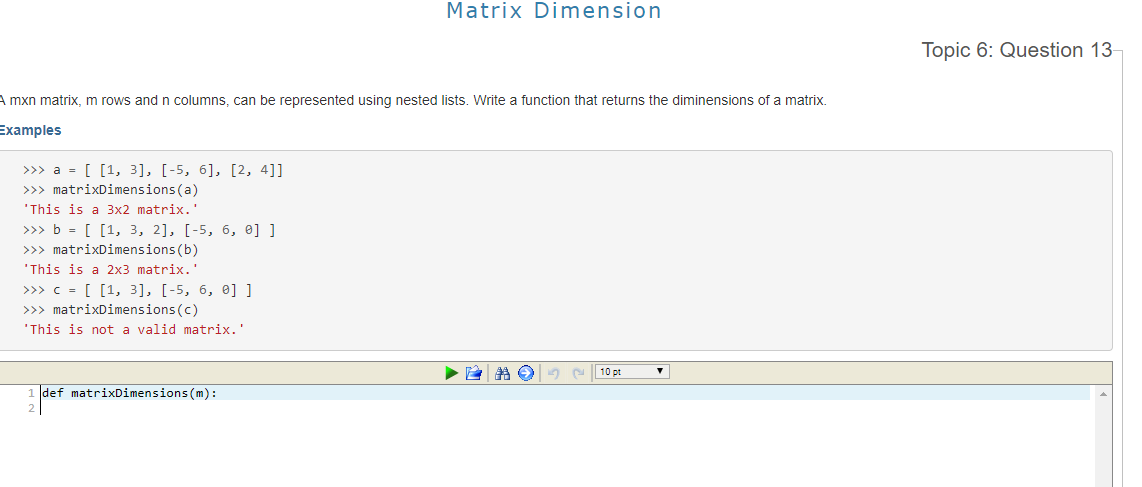 Matrix Dimension
Topic 6: Question 13
A mxn matrix, m rows and n columns, can be represented using nested lists. Write a function that returns the diminensions of a matrix.
Examples
>>> a = [ [1, 3], [-5, 6], [2, 4]]
>>> matrixDimensions(a)
'This is a 3x2 matrix.'
>>> b = [ [1, 3, 2], [-5, 6, 0] ]
>>> matrixDimensions(b)
'This is a 2x3 matrix.'
>>> c = [ [1, 3], [-5, 6, 0] ]
>>> matrixDimensions(c)
'This is not a valid matrix.'
10 pt
1 def matrixDimensions(m):
2